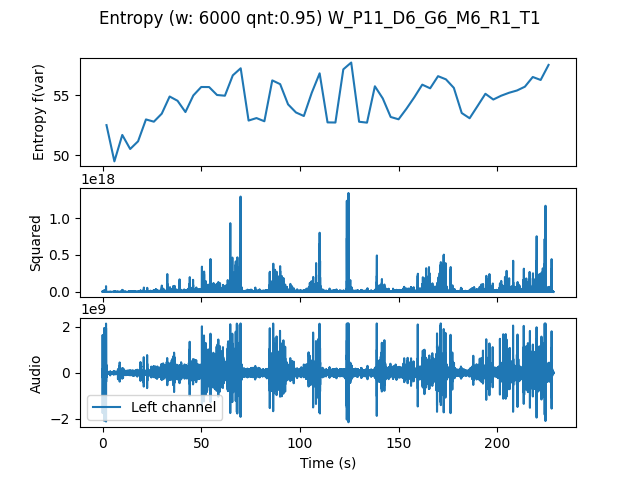 Entropy (w: 6000 qnt:0.95) W_P11_D6_G6_M6_R1_T1
Entropy f(var)
55
50
1e18
Squared
1.0
0.5
0.0
1e9
Audio
2
0
−2
Left channel
0 50 100 150 200
Time (s)